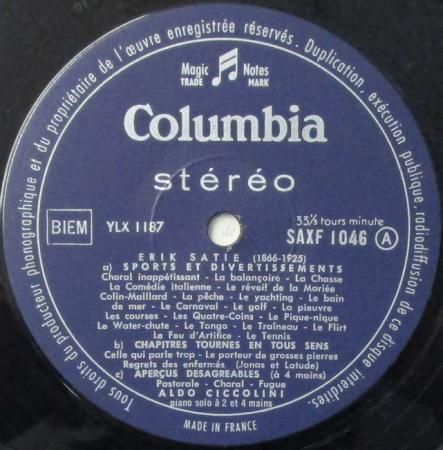 Tous droits du producteur phonographique et du propriétaire de l'œuvre enregistrée réservés. Duplication, exécution publique, radiodiffusion de ce disque interdites.
Magic Notes
TRADE MARK
Columbia
stéréo
BIEM YLX 1187
33⅓ tours minute
SAXF 1046 A
ERIK SATIE (1866-1925)
a) SPORTS ET DIVERTISSEMENTS
Choral inappétissant - La balançoire - La Chasse
La Comédie italienne - Le réveil de la Mariée
Colin-Maillard - La pêche - Le yachting - Le bain
de mer - Le Carnaval - Le golf - La pieuvre
Les courses - Les Quatre-Coins - Le Pique-nique
Le Water-chute - Le Tango - Le Traîneau - Le Flirt
Le Feu d'Artifice - Le Tennis
b) CHAPITRES TOURNES EN TOUS SENS
Celle qui parle trop - Le porteur de grosses pierres
Regrets des enfermés (Jonas et Latude)
c) APERÇUS DESAGREABLES (à 4 mains)
Pastorale - Choral - Fugue
ALDO CICCOLINI
piano solo à 2 et 4 mains
MADE IN FRANCE